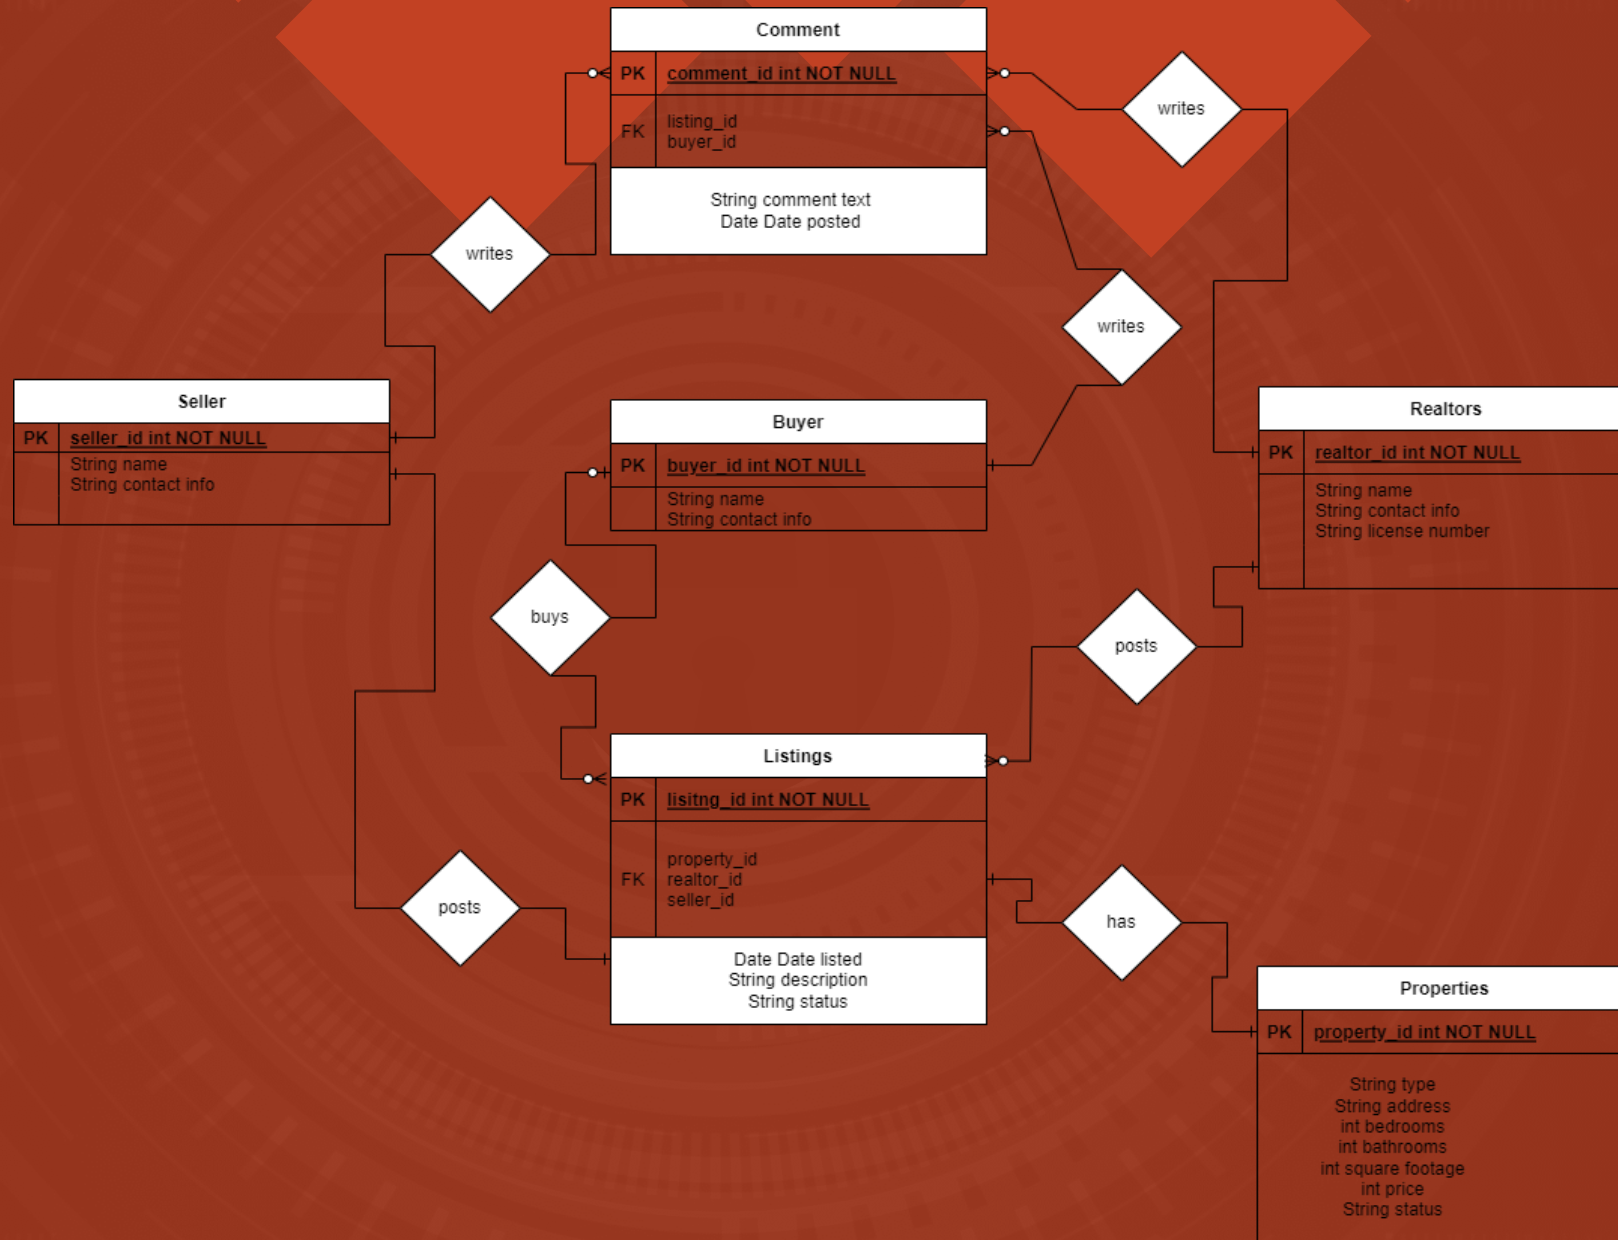 Comment
PK comment_id int NOT NULL
FK listing_id
buyer_id
String comment text
Date Date posted
writes
writes
writes
Seller
PK seller_id int NOT NULL
String name
String contact info
Buyer
PK buyer_id int NOT NULL
String name
String contact info
Realtors
PK realtor_id int NOT NULL
String name
String contact info
String license number
buys
posts
Listings
PK lisitng_id int NOT NULL
property_id
FK realtor_id
seller_id
Date Date listed
String description
String status
posts
has
Properties
PK property_id int NOT NULL
String type
String address
int bedrooms
int bathrooms
int square footage
int price
String status